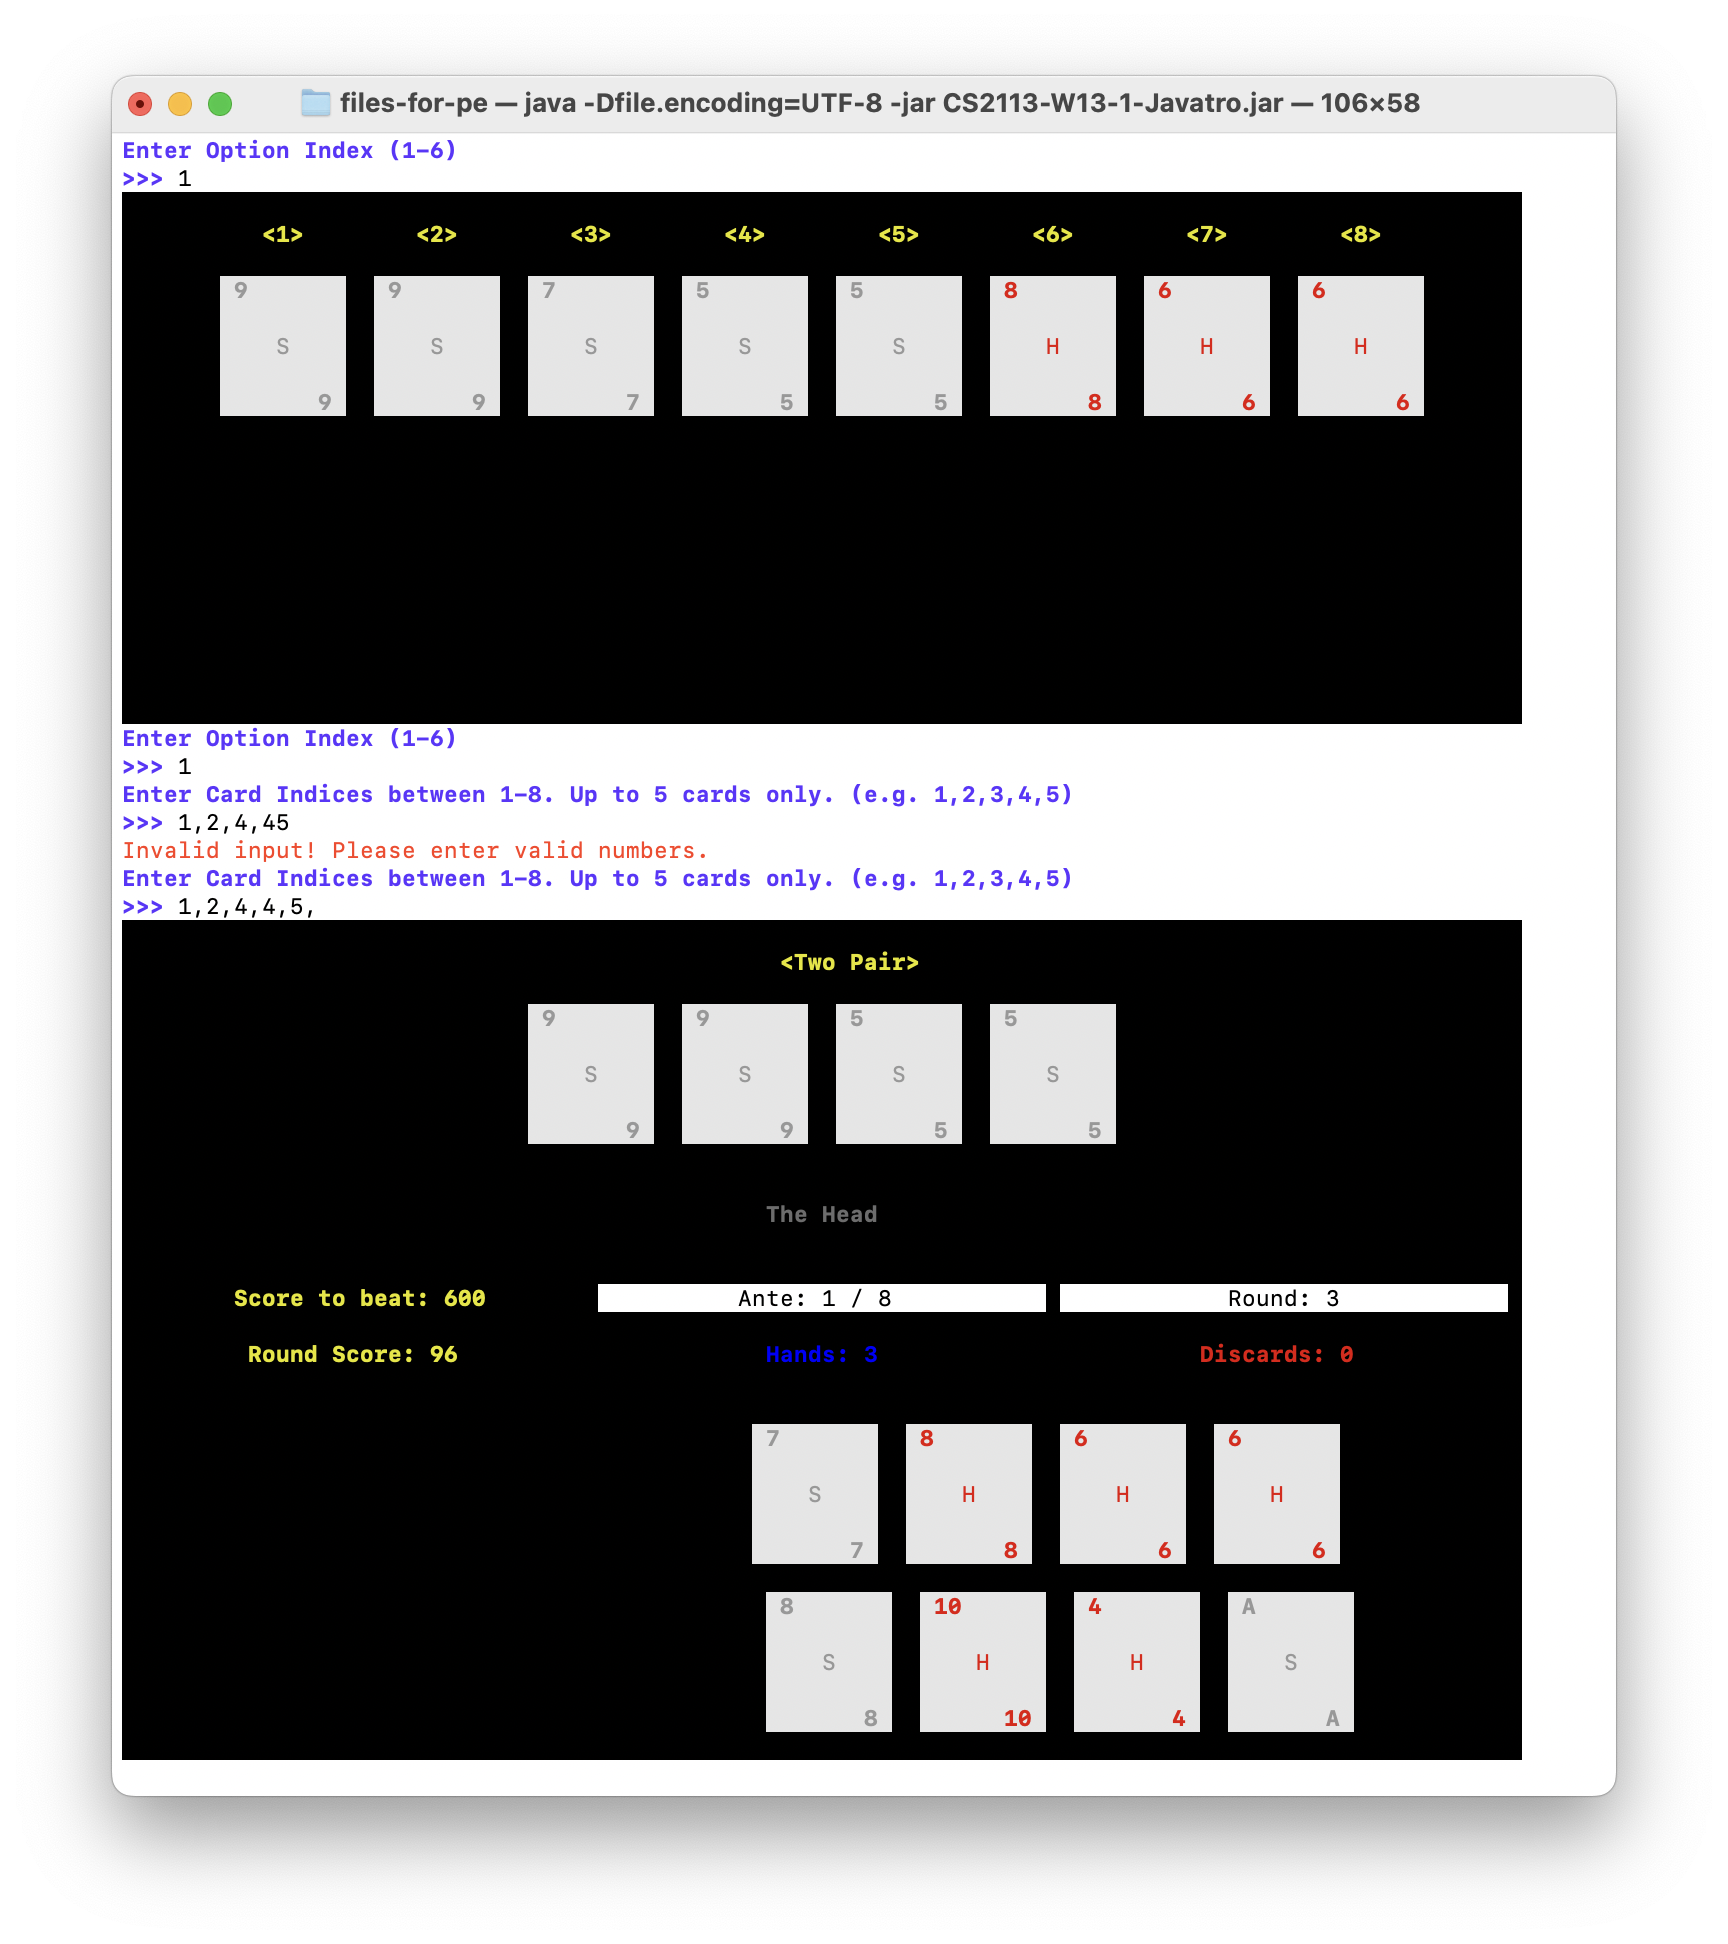 files-for-pe — java -Dfile.encoding=UTF-8 -jar CS2113-W13-1-Javatro.jar — 106×58
Enter Option Index (1-6)
>>> 1
<1> <2> <3> <4> <5> <6> <7> <8>
9 9 7 5 5 8 6 6
S S S S S H H H
9 9 7 5 5 8 6 6
Enter Option Index (1-6)
>>> 1
Enter Card Indices between 1-8. Up to 5 cards only. (e.g. 1,2,3,4,5)
>>> 1,2,4,45
Invalid input! Please enter valid numbers.
Enter Card Indices between 1-8. Up to 5 cards only. (e.g. 1,2,3,4,5)
>>> 1,2,4,4,5,
<Two Pair>
9 9 5 5
S S S S
9 9 5 5
The Head
Score to beat: 600 Ante: 1 / 8 Round: 3
Round Score: 96 Hands: 3 Discards: 0
7 8 6 6
S H H H
7 8 6 6
8 10 4 A
S H H S
8 10 4 A